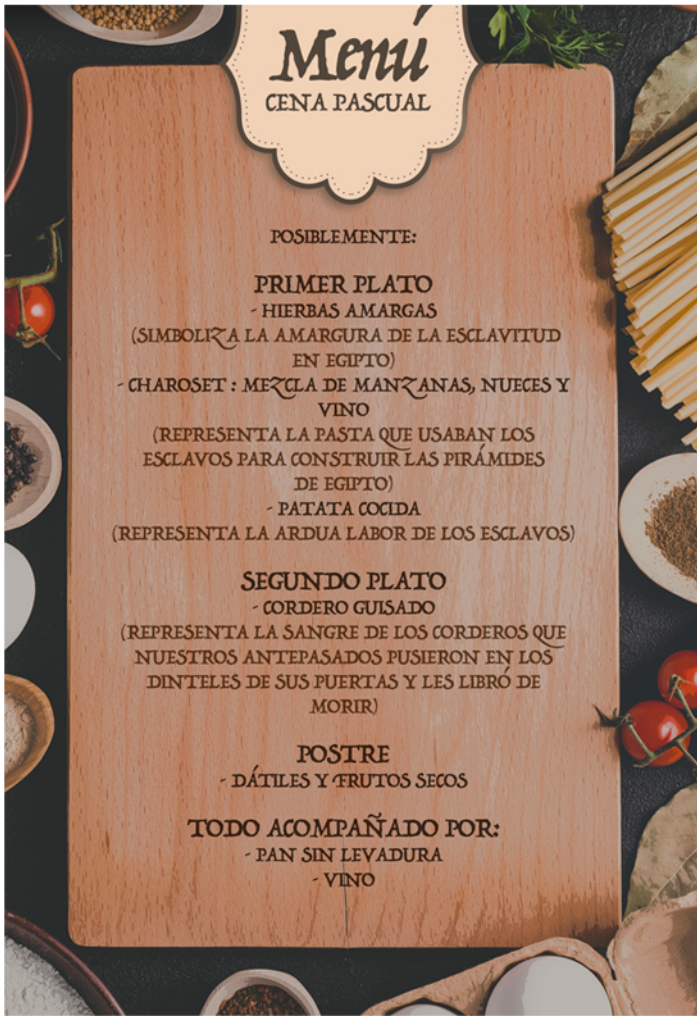 Menú
CENA PASCUAL
POSIBLEMENTE:
PRIMER PLATO
- HIERBAS AMARGAS
(SIMBOLIZA LA AMARGURA DE LA ESCLAVITUD
EN EGIPTO)
- CHAROSET : MEZCLA DE MANZANAS, NUECES Y
VINO
(REPRESENTA LA PASTA QUE USABAN LOS
ESCLAVOS PARA CONSTRUIR LAS PIRÁMIDES
DE EGIPTO)
- PATATA COCIDA
(REPRESENTA LA ARDUA LABOR DE LOS ESCLAVOS)
SEGUNDO PLATO
- CORDERO GUISADO
(REPRESENTA LA SANGRE DE LOS CORDEROS QUE
NUESTROS ANTEPASADOS PUSIERON EN LOS
DINTELES DE SUS PUERTAS Y LES LIBRÓ DE
MORIR)
POSTRE
- DÁTILES Y FRUTOS SECOS
TODO ACOMPAÑADO POR:
- PAN SIN LEVADURA
- VINO